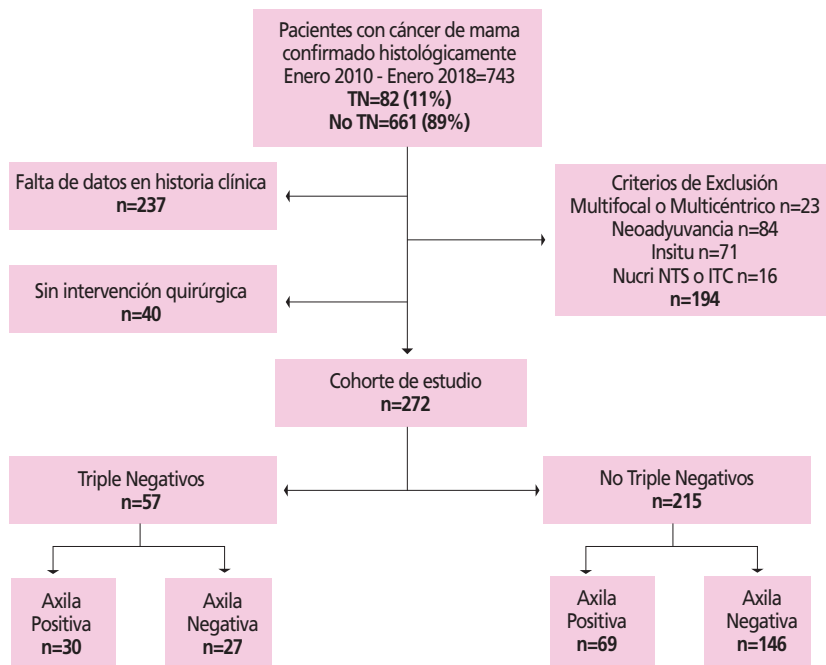 Pacientes con cáncer de mama
confirmado histológicamente
Enero 2010 - Enero 2018=743
TN=82 (11%)
No TN=661 (89%)
Falta de datos en historia clínica
n=237
Criterios de Exclusión
Multifocal o Multicéntrico n=23
Neoadyuvancia n=84
Insitu n=71
Nucri NTS o ITC n=16
n=194
Sin intervención quirúrgica
n=40
Cohorte de estudio
n=272
Triple Negativos
n=57
No Triple Negativos
n=215
Axila
Positiva
n=30
Axila
Negativa
n=27
Axila
Positiva
n=69
Axila
Negativa
n=146